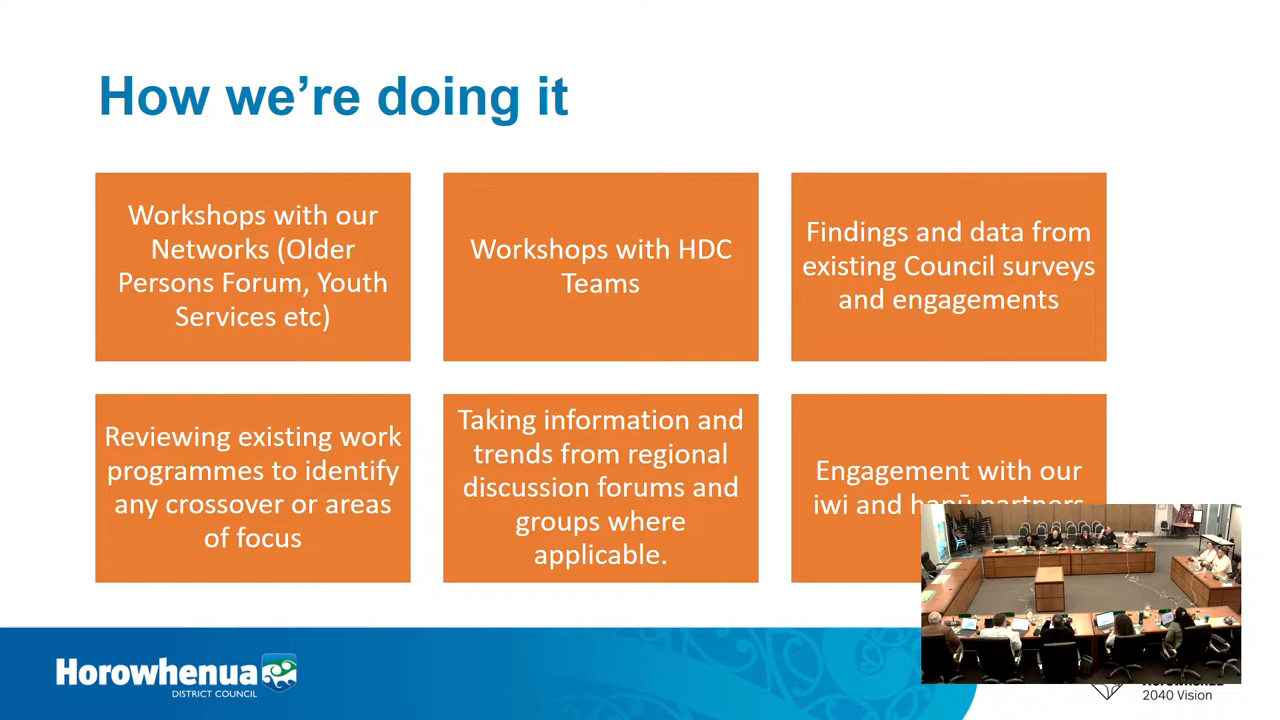 How we’re doing it
Workshops with our
Networks (Older
Persons Forum, Youth
Services etc)
Workshops with HDC
Teams
Findings and data from
existing Council surveys
and engagements
Reviewing existing work
programmes to identify
any crossover or areas
of focus
Taking information and
trends from regional
discussion forums and
groups where
applicable.
Engagement with our
iwi and hapū partners
Horowhenua
DISTRICT COUNCIL
Horowhenua
2040 Vision